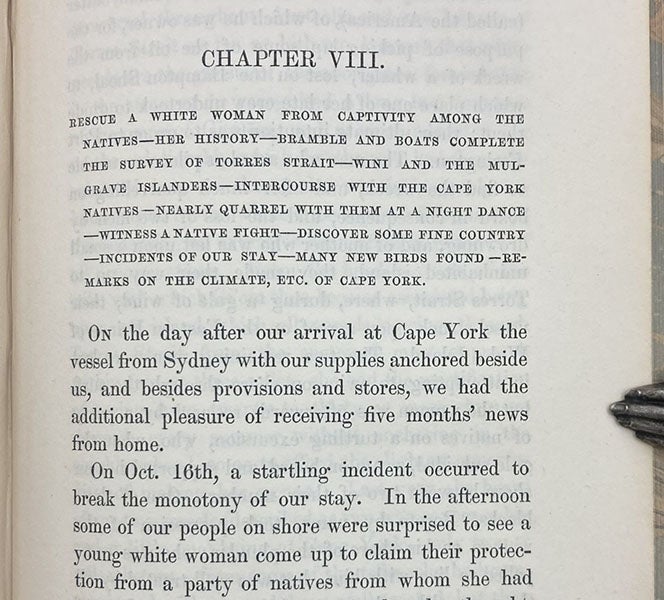 CHAPTER VIII.
RESCUE A WHITE WOMAN FROM CAPTIVITY AMONG THE
NATIVES—HER HISTORY—BRAMBLE AND BOATS COMPLETE
THE SURVEY OF TORRES STRAIT—WINI AND THE MUL-
GRAVE ISLANDERS—INTERCOURSE WITH THE CAPE YORK
NATIVES—NEARLY QUARREL WITH THEM AT A NIGHT DANCE
—WITNESS A NATIVE FIGHT—DISCOVER SOME FINE COUNTRY
—INCIDENTS OF OUR STAY—MANY NEW BIRDS FOUND—RE-
MARKS ON THE CLIMATE, ETC. OF CAPE YORK.
On the day after our arrival at Cape York the
vessel from Sydney with our supplies anchored beside
us, and besides provisions and stores, we had the
additional pleasure of receiving five months' news
from home.
On Oct. 16th, a startling incident occurred to
break the monotony of our stay. In the afternoon
some of our people on shore were surprised to see a
young white woman come up to claim their protec-
tion from a party of natives from whom she had